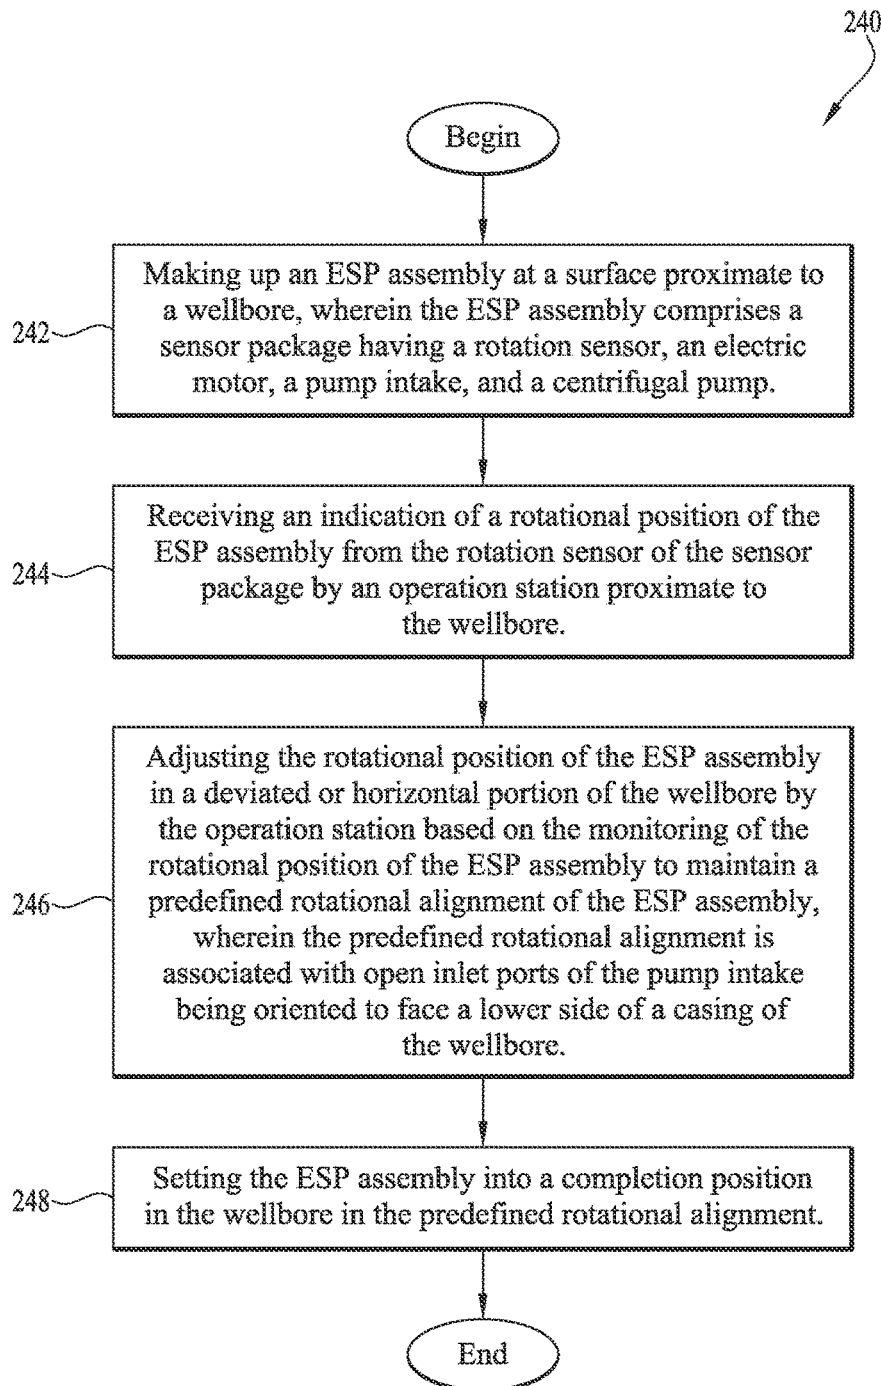 240
Begin
Making up an ESP assembly at a surface proximate to
a wellbore, wherein the ESP assembly comprises a
sensor package having a rotation sensor, an electric
motor, a pump intake, and a centrifugal pump.
242
Receiving an indication of a rotational position of the
ESP assembly from the rotation sensor of the sensor
package by an operation station proximate to
the wellbore.
244
Adjusting the rotational position of the ESP assembly
in a deviated or horizontal portion of the wellbore by
the operation station based on the monitoring of the
rotational position of the ESP assembly to maintain a
predefined rotational alignment of the ESP assembly,
wherein the predefined rotational alignment is
associated with open inlet ports of the pump intake
being oriented to face a lower side of a casing of
the wellbore.
246
Setting the ESP assembly into a completion position
in the wellbore in the predefined rotational alignment.
248
End